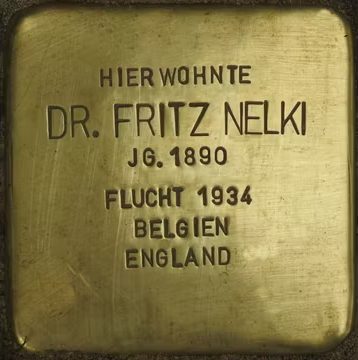 HIER WOHNTE
DR. FRITZ NELKI
JG. 1890
FLUCHT 1934
BELGIEN
ENGLAND